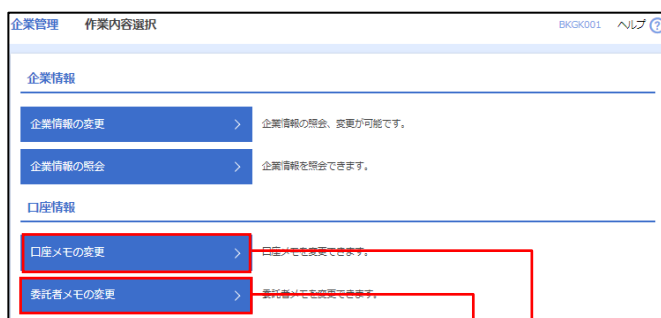 企業管理 作業内容選択 BKGK001 ヘルプ ?
企業情報
企業情報の変更 企業情報の照会、変更が可能です。
企業情報の照会 企業情報を照会できます。
口座情報
口座メモの変更 口座メモを変更できます。
委託者メモの変更 委託者メモを変更できます。